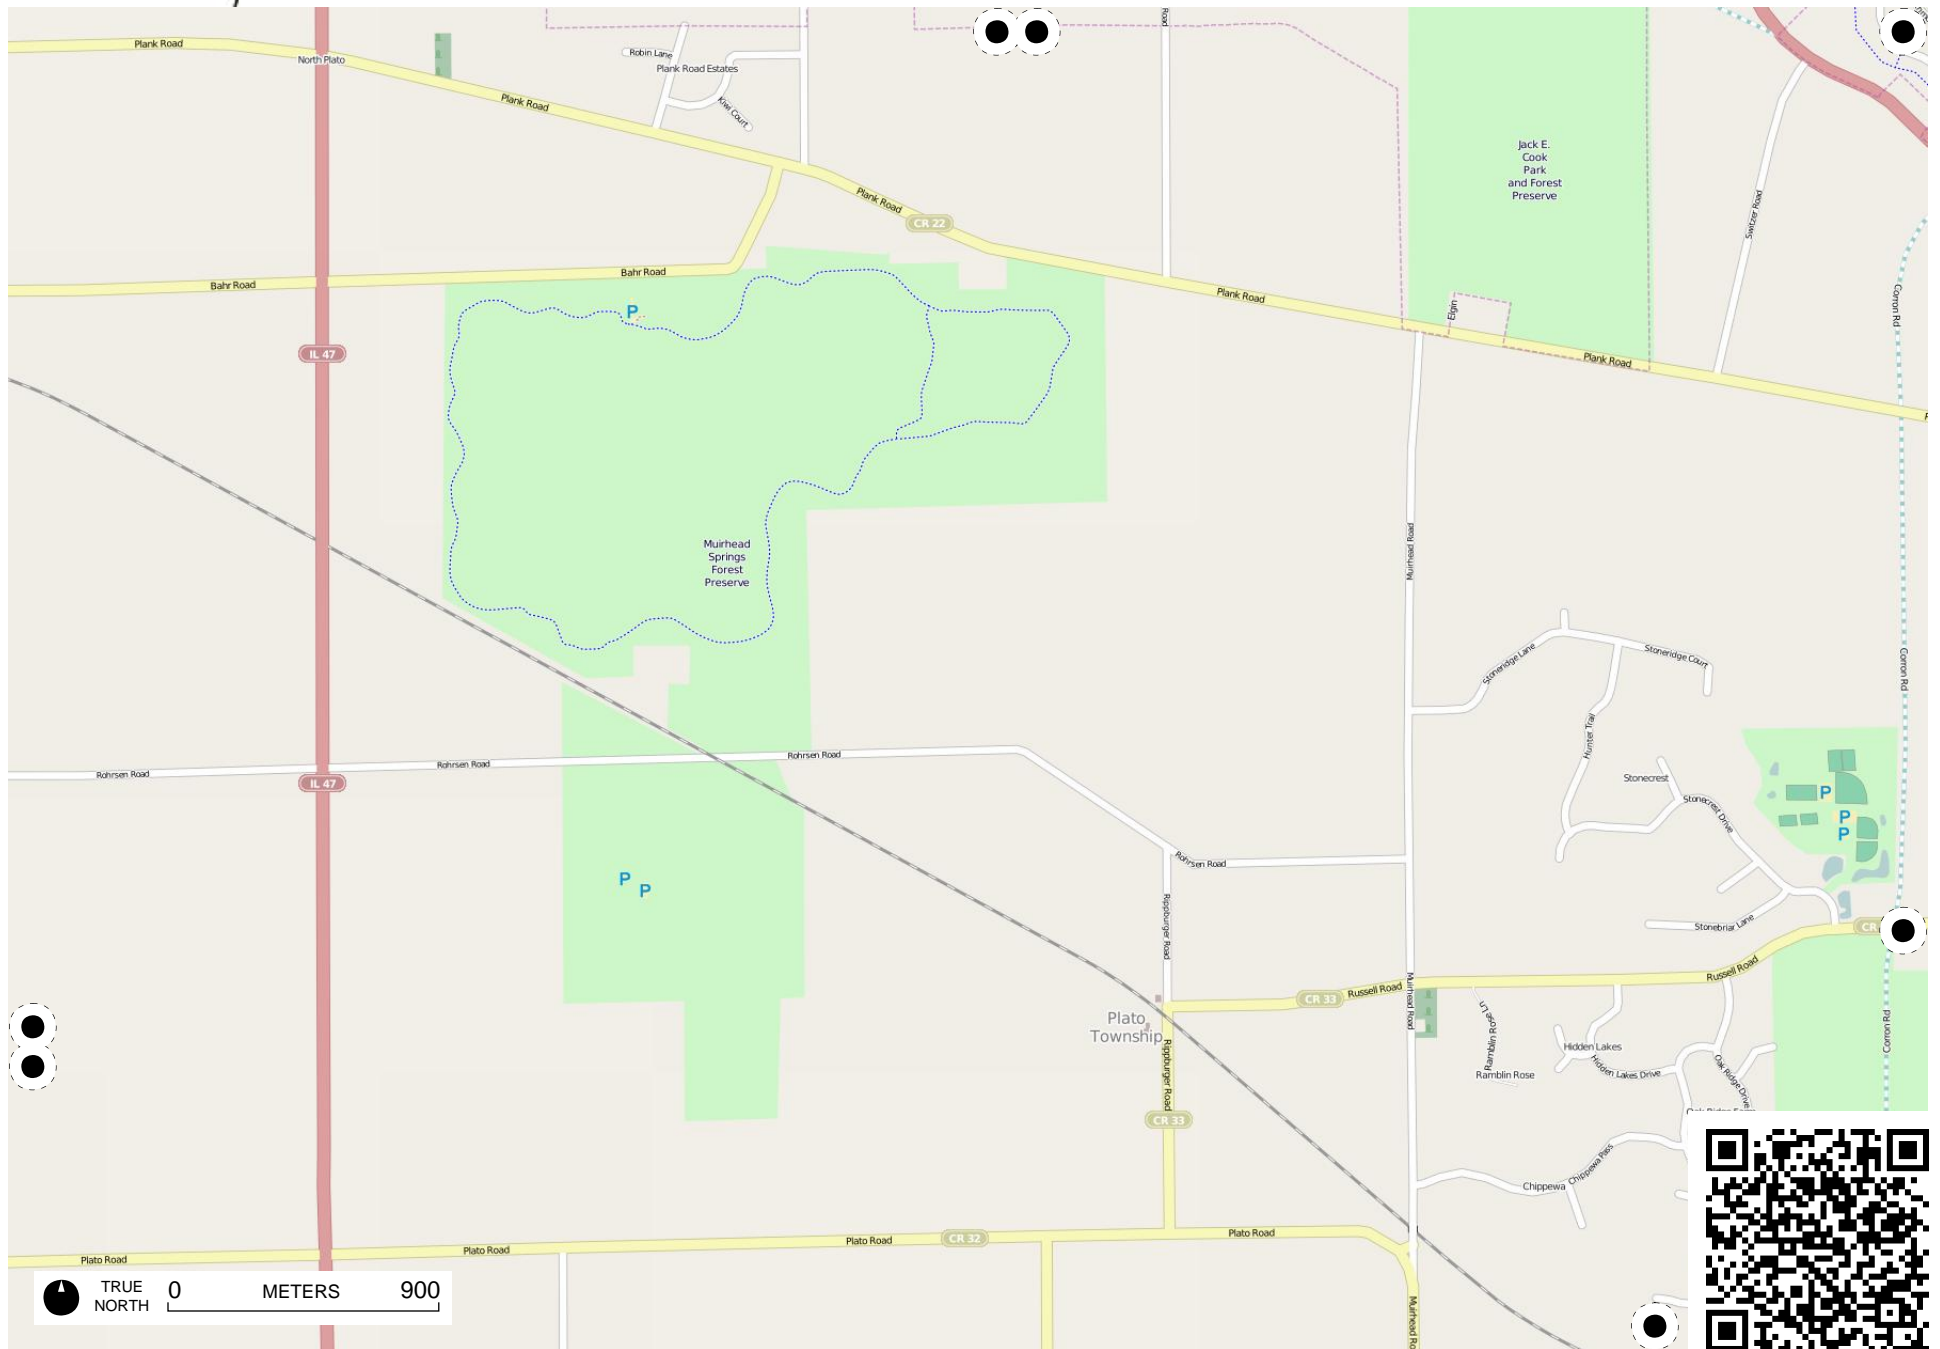 Road
Plank Road
North Plato
Robin Lane
Plank Road Estates
Kiwi Court
Plank Road
Jack E.
Cook
Park
and Forest
Preserve
Plank Road
CR 22
Switzer Road
Bahr Road
Bahr Road
Plank Road
Elgin
Corron Rd
P
IL 47
Plank Road
Muirhead
Springs
Forest
Preserve
Muirhead Road
Stoneridge Lane
Stoneridge Court
Corron Rd
Hunter Trail
Rohrsen Road
Rohrsen Road
Rohrsen Road
IL 47
Stonecrest
Stonecrest Drive
P
P
P
Rohrsen Road
P
P
Rippburger Road
Stonebriar Lane
CR
Russell Road
Russell Road
CR 33
Muirhead Road
Plato
Township
Ramblin Rose Ln
Ramblin Rose
Hidden Lakes
Hidden Lakes Drive
Oak Ridge Drive
Corron Rd
Rippburger Road
CR 33
Chippewa
Chippewa Pass
Plato Road
Plato Road
Plato Road
CR 32
Plato Road
Muirhead Ro
TRUE
NORTH
0 METERS 900